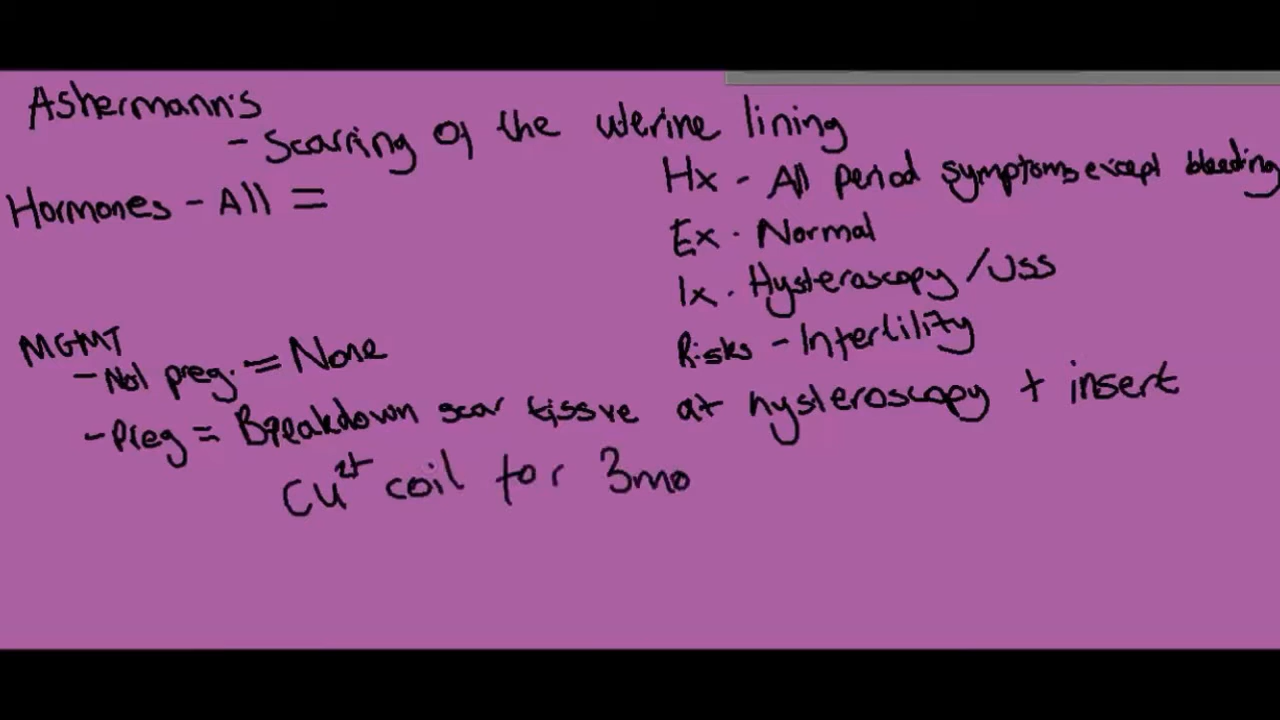 Ashermann's
- Scarring of the uterine lining
Hormones - All =
Hx - All period symptoms except bleeding
Ex - Normal
Ix - Hysteroscopy/USS
Risks - Infertility
MGMT
- Not preg. = None
- Preg = Breakdown scar tissue at hysteroscopy + insert
Cu2+ coil for 3mo